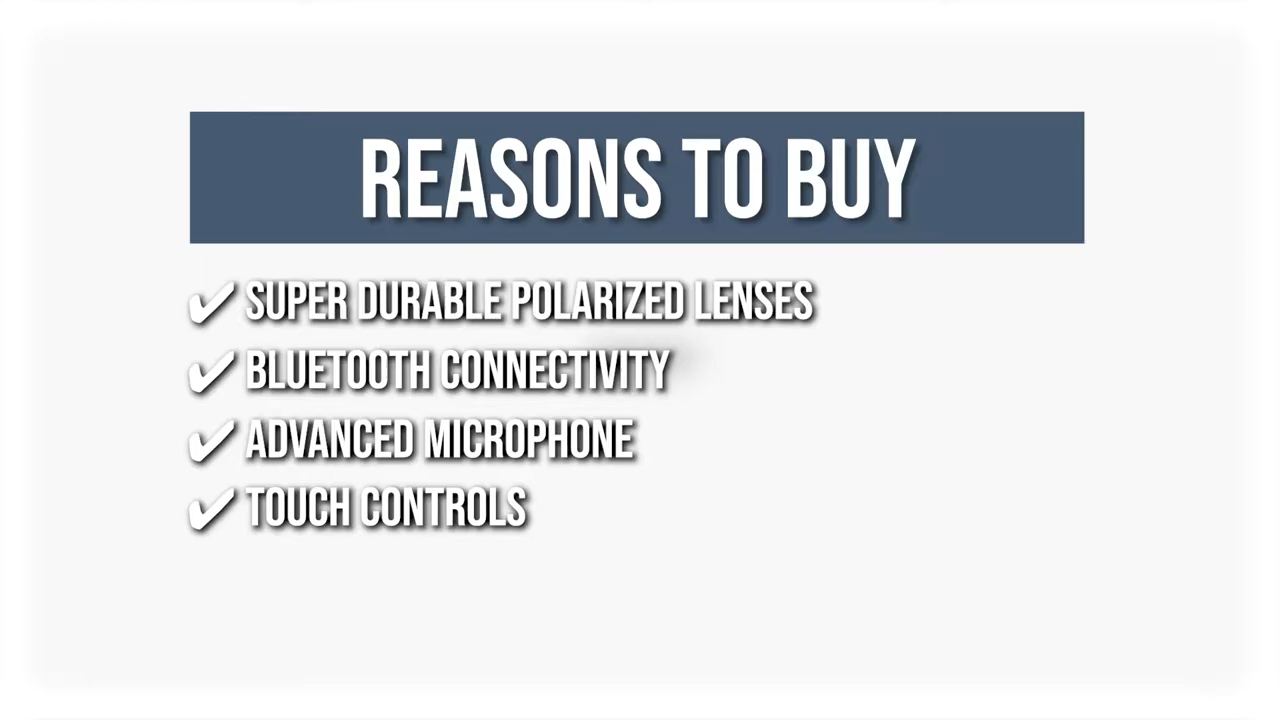 REASONS TO BUY
✔ SUPER DURABLE POLARIZED LENSES
✔ BLUETOOTH CONNECTIVITY
✔ ADVANCED MICROPHONE
✔ TOUCH CONTROLS